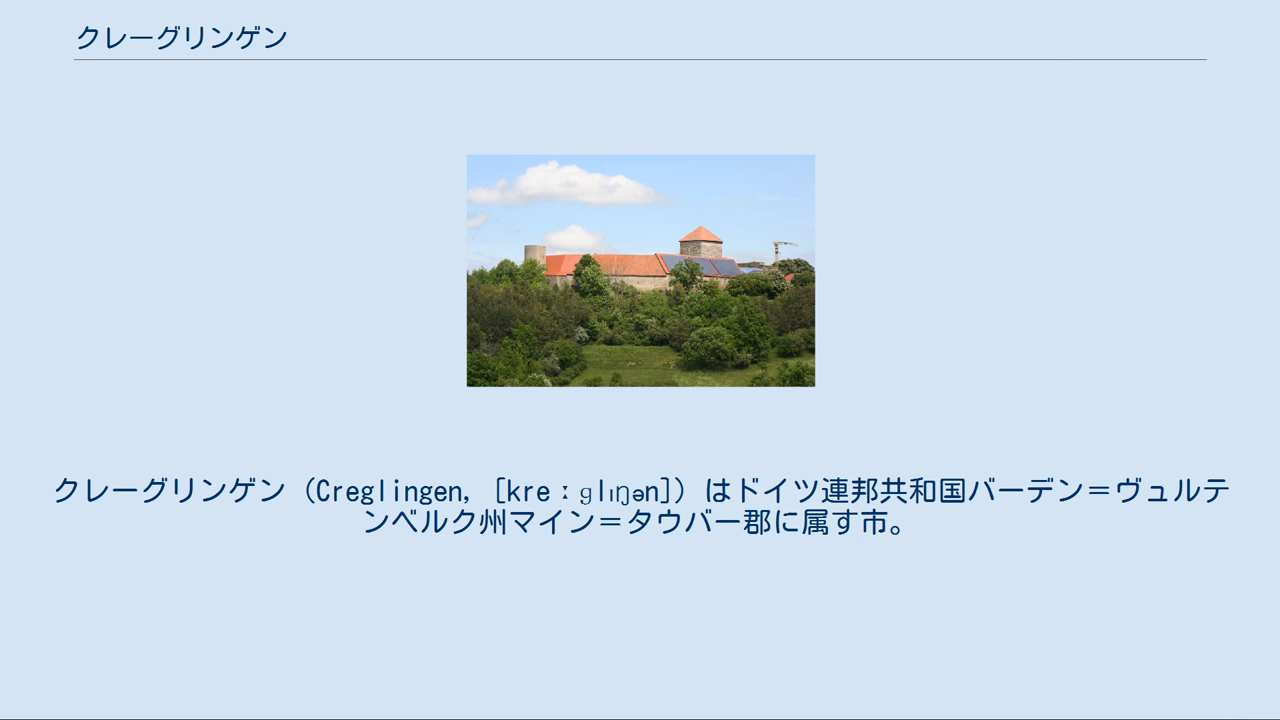 クレーグリンゲン
クレーグリンゲン（Creglingen, [kreːɡlɪŋən]）はドイツ連邦共和国バーデン＝ヴュルテ
ンベルク州マイン＝タウバー郡に属す市。